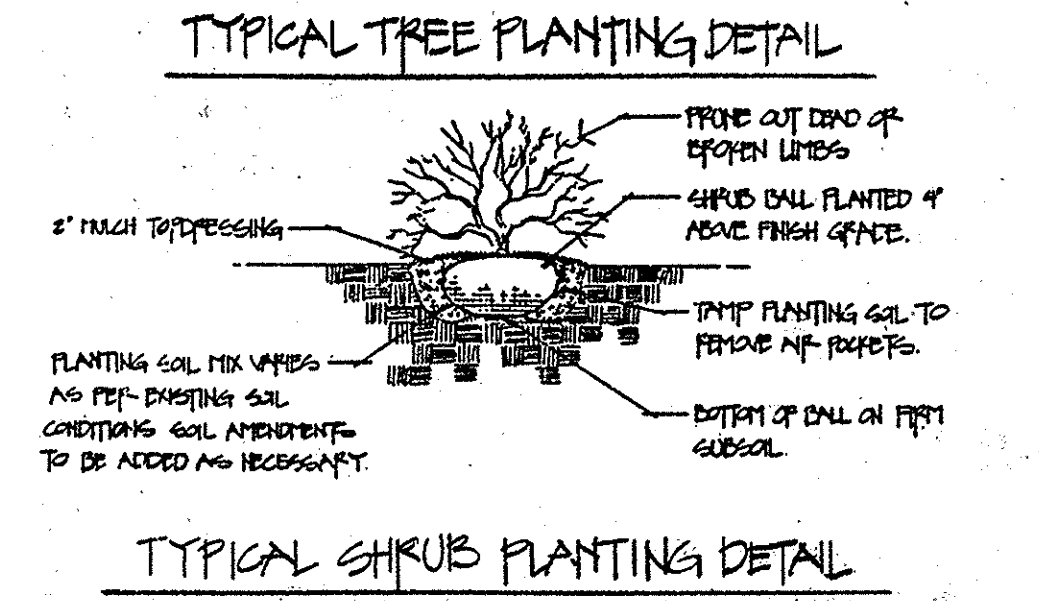 TYPICAL TREE PLANTING DETAIL
PRUNE OUT DEAD OR
BROKEN LIMBS
SHRUB BALL PLANTED 4"
ABOVE FINISH GRADE.
2" MULCH TOPDRESSING
TAMP PLANTING SOIL TO
REMOVE AIR POCKETS.
PLANTING SOIL MIX VARIES
AS PER EXISTING SOIL
CONDITIONS SOIL AMENDMENTS
TO BE ADDED AS NECESSARY.
BOTTOM OF BALL ON FIRM
SUBSOIL.
TYPICAL SHRUB PLANTING DETAIL